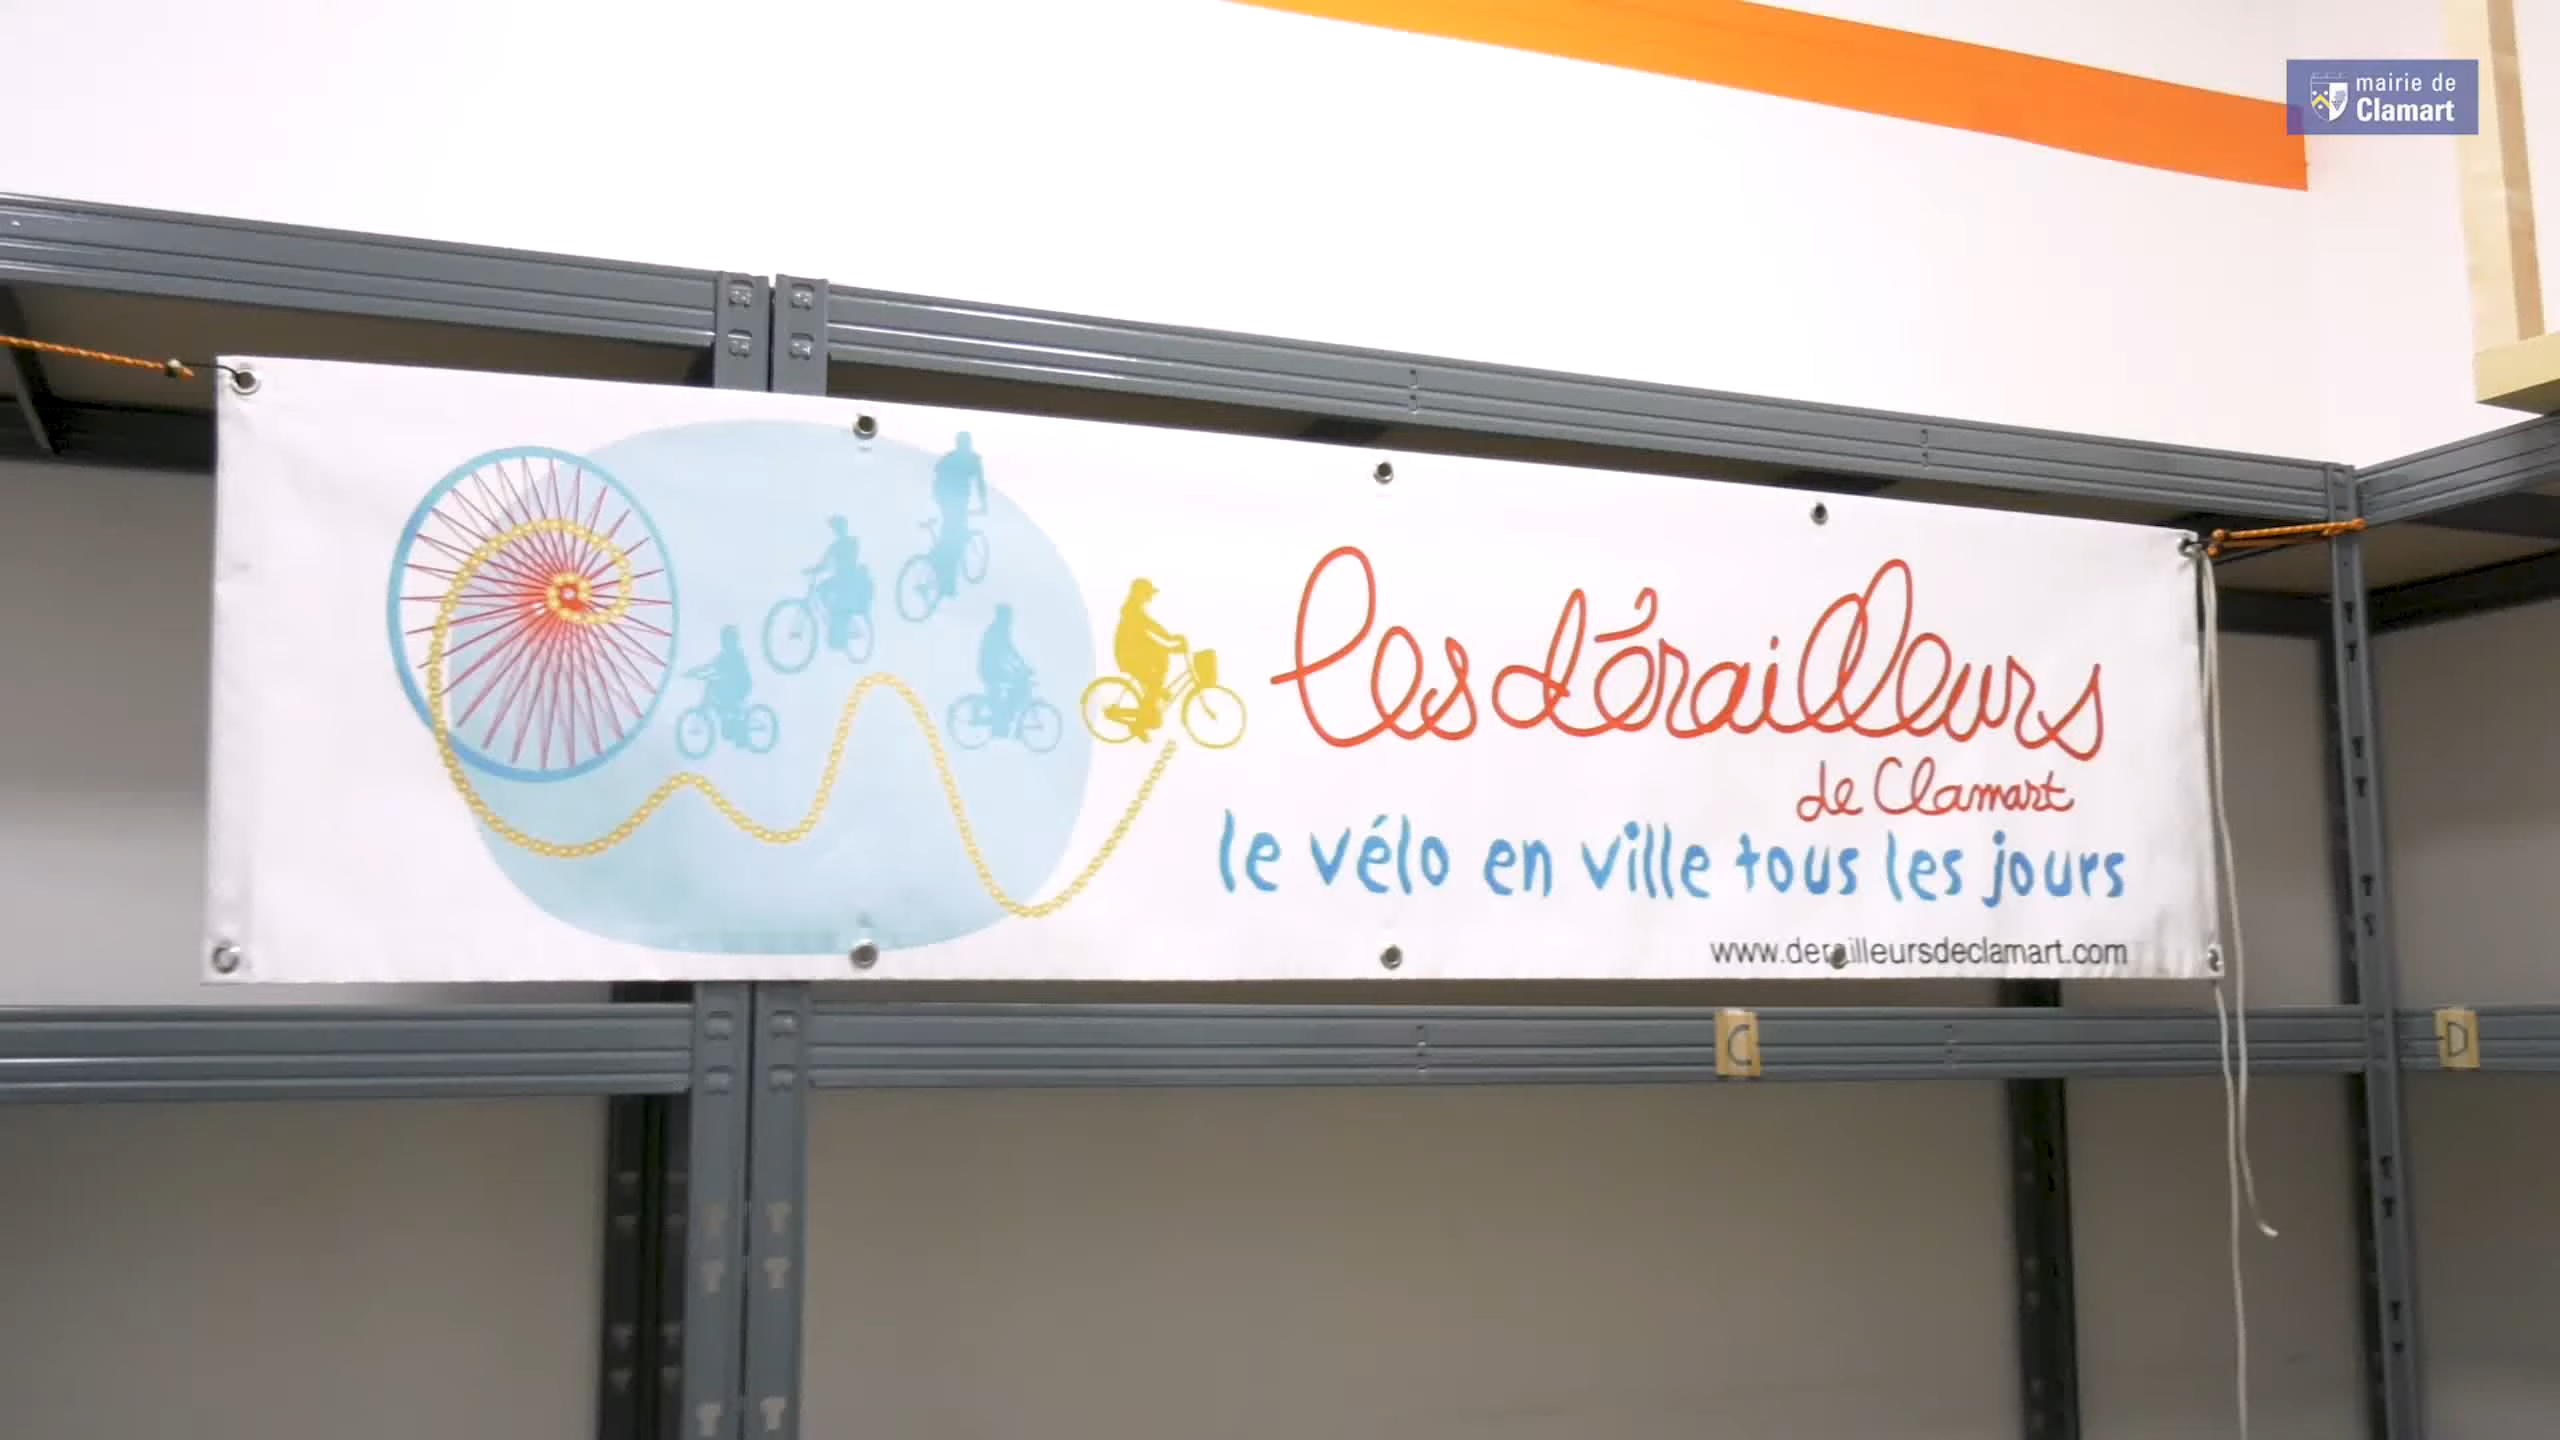 mairie de
Clamart
les dérailleurs
de Clamart
le vélo en ville tous les jours
www.derailleursdeclamart.com
C
D